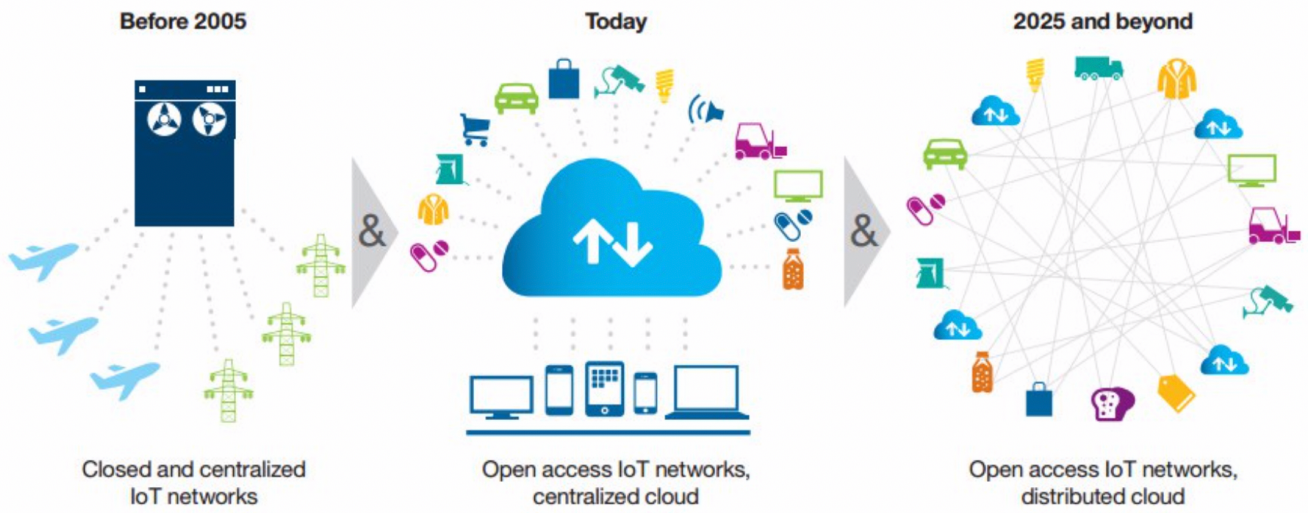 Before 2005
Today
2025 and beyond
&
&
Closed and centralized
IoT networks
Open access IoT networks,
centralized cloud
Open access IoT networks,
distributed cloud